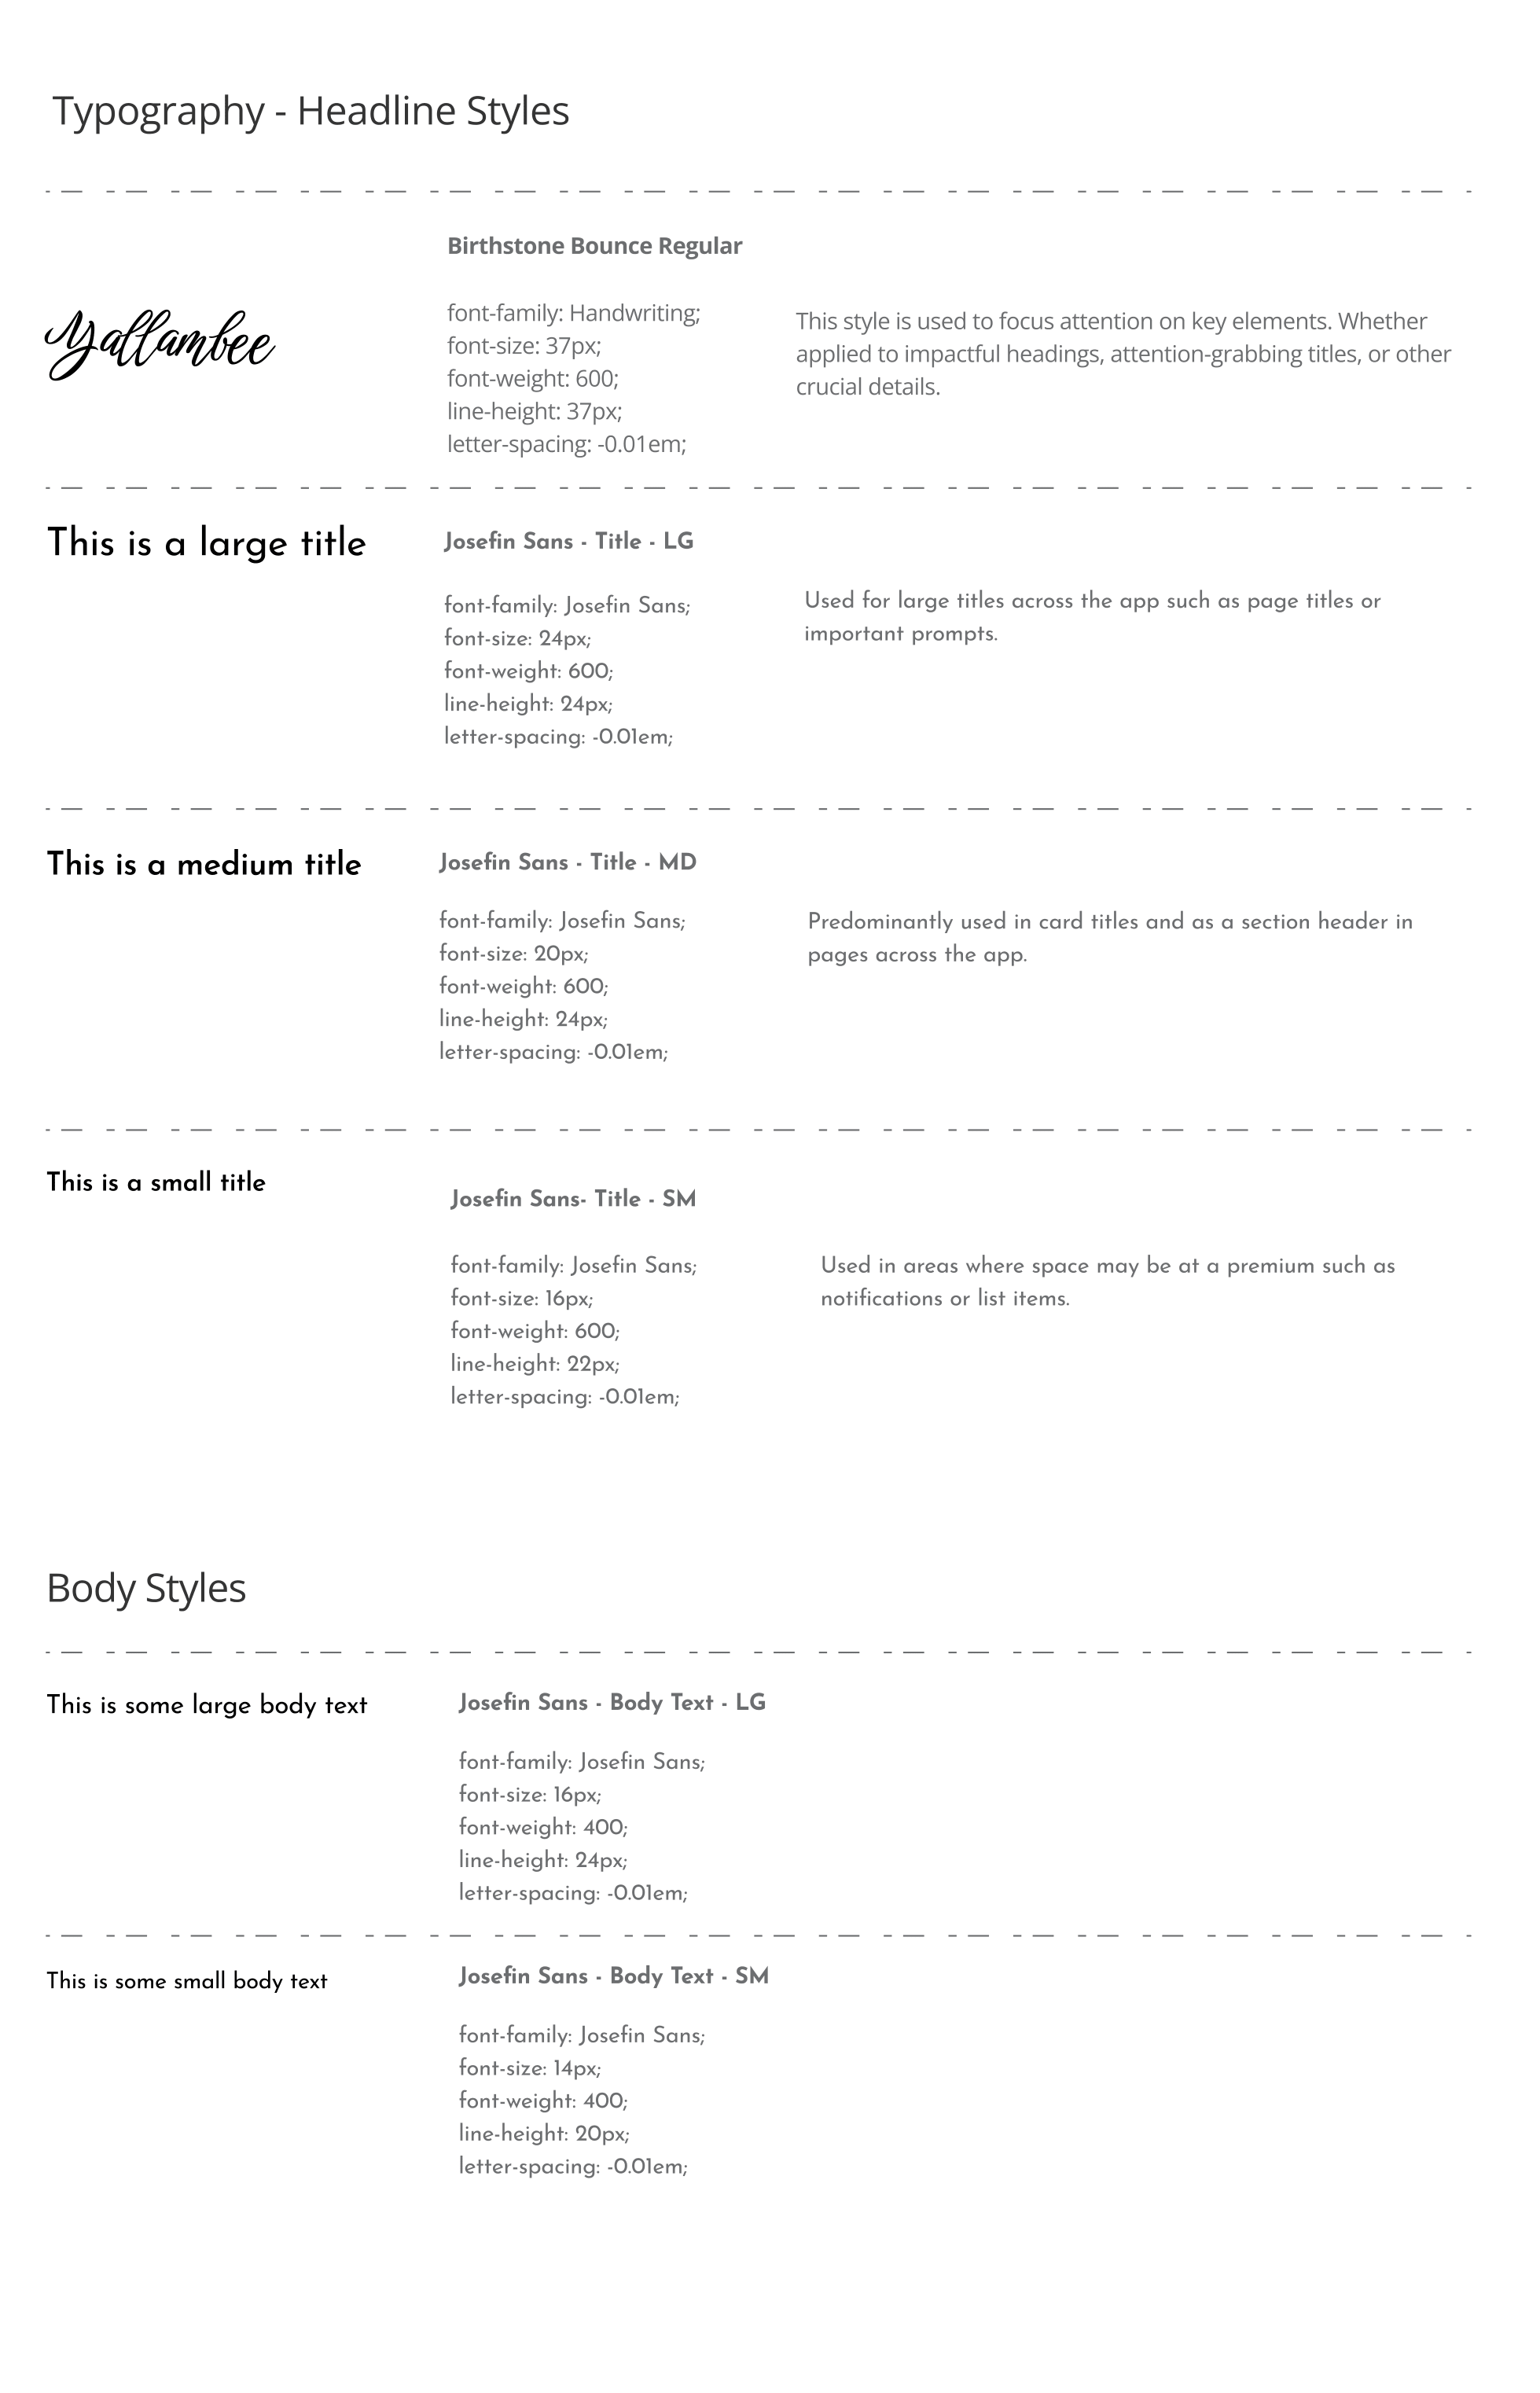 Typography - Headline Styles
Birthstone Bounce Regular
Yallambee
font-family: Handwriting;
font-size: 37px;
font-weight: 600;
line-height: 37px;
letter-spacing: -0.01em;
This style is used to focus attention on key elements. Whether
applied to impactful headings, attention-grabbing titles, or other
crucial details.
This is a large title
Josefin Sans - Title - LG
font-family: Josefin Sans;
font-size: 24px;
font-weight: 600;
line-height: 24px;
letter-spacing: -0.01em;
Used for large titles across the app such as page titles or
important prompts.
This is a medium title
Josefin Sans - Title - MD
font-family: Josefin Sans;
font-size: 20px;
font-weight: 600;
line-height: 24px;
letter-spacing: -0.01em;
Predominantly used in card titles and as a section header in
pages across the app.
This is a small title
Josefin Sans- Title - SM
font-family: Josefin Sans;
font-size: 16px;
font-weight: 600;
line-height: 22px;
letter-spacing: -0.01em;
Used in areas where space may be at a premium such as
notifications or list items.
Body Styles
This is some large body text
Josefin Sans - Body Text - LG
font-family: Josefin Sans;
font-size: 16px;
font-weight: 400;
line-height: 24px;
letter-spacing: -0.01em;
This is some small body text
Josefin Sans - Body Text - SM
font-family: Josefin Sans;
font-size: 14px;
font-weight: 400;
line-height: 20px;
letter-spacing: -0.01em;